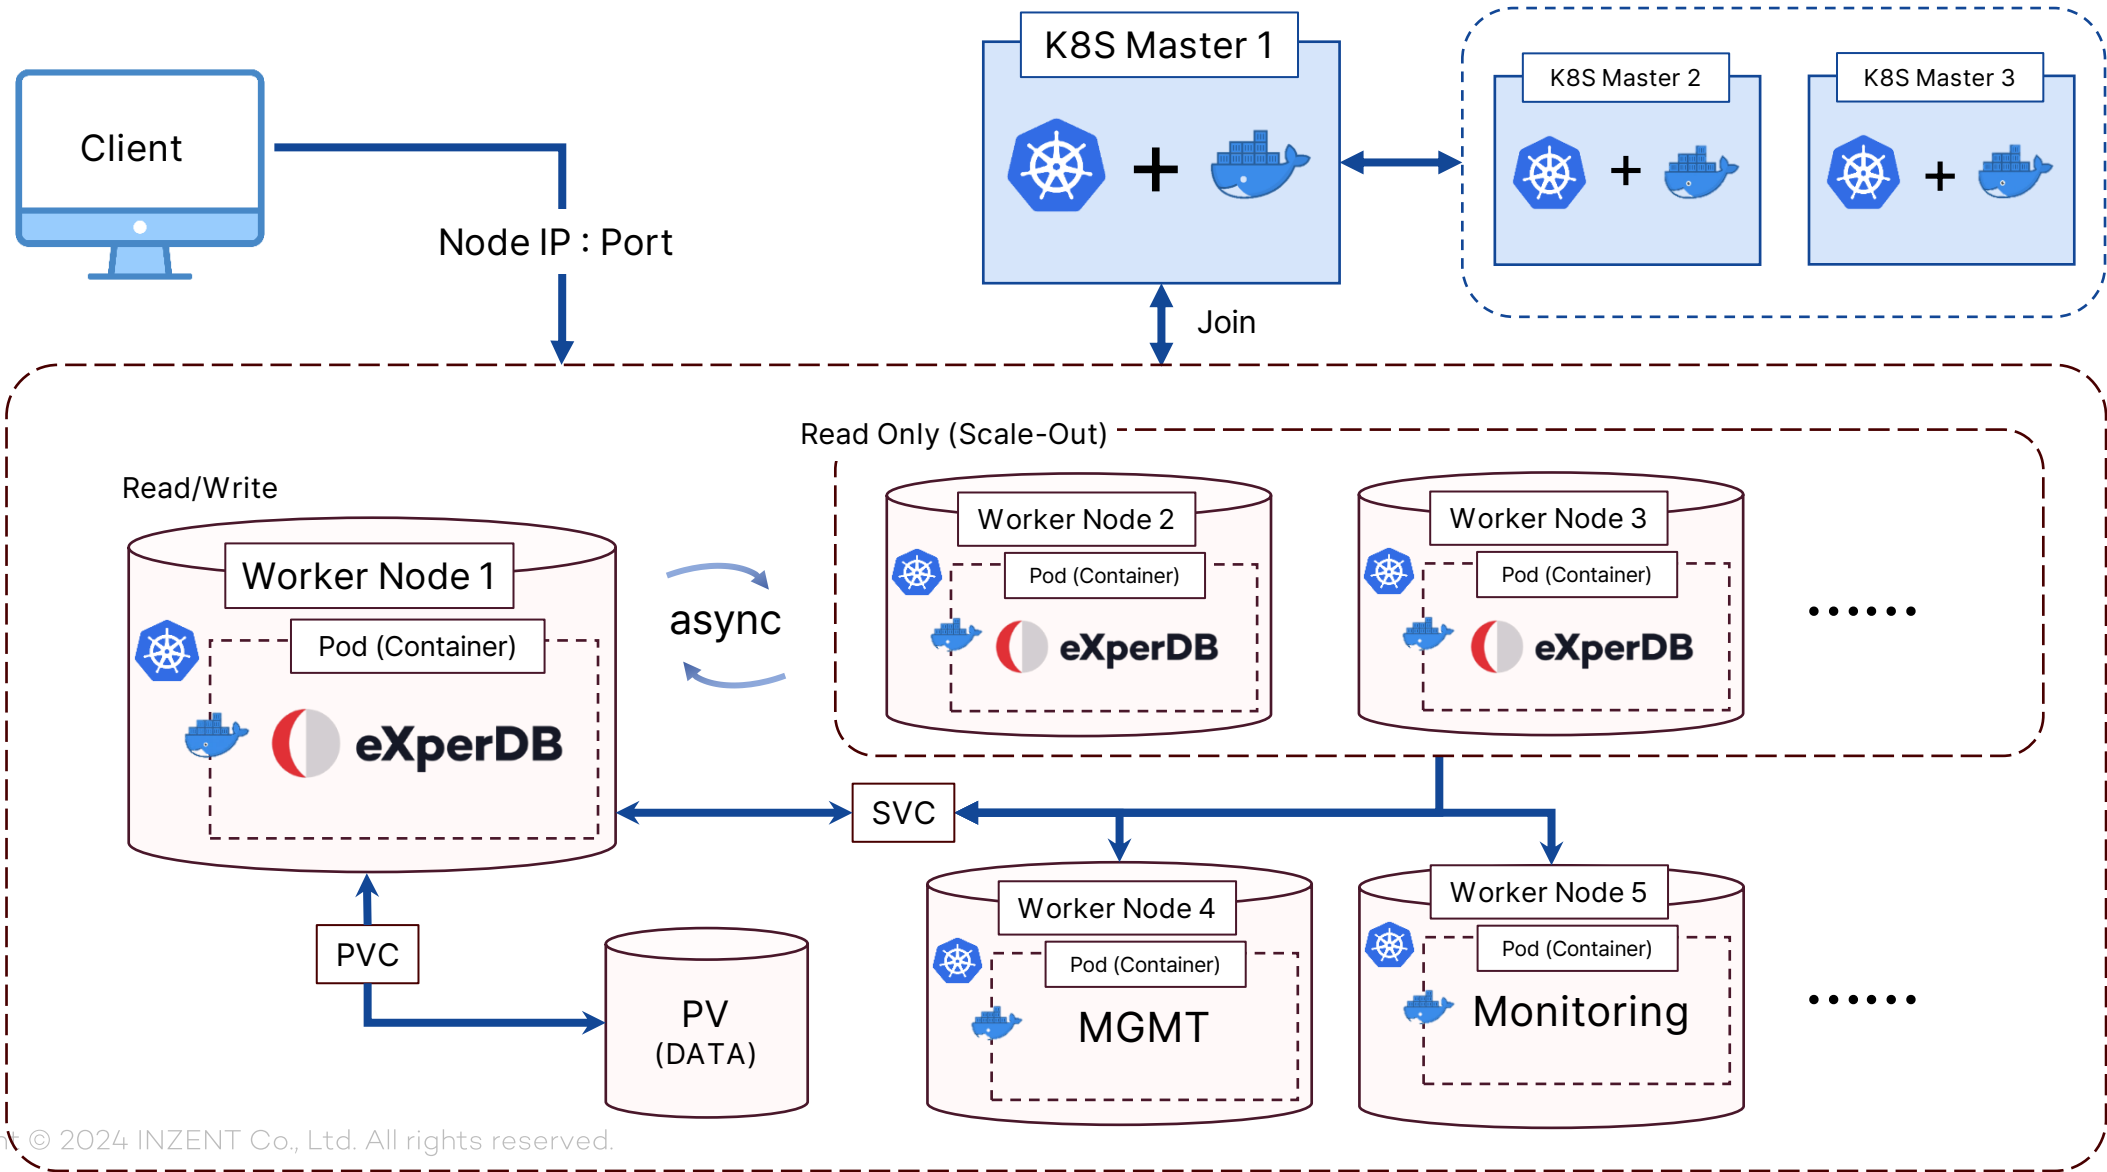 Client
Node IP : Port
K8S Master 1
K8S Master 2
K8S Master 3
Join
Read Only (Scale-Out)
Read/Write
Worker Node 1
Pod (Container)
eXperDB
async
Worker Node 2
Pod (Container)
eXperDB
Worker Node 3
Pod (Container)
eXperDB
......
SVC
PVC
PV
(DATA)
Worker Node 4
Pod (Container)
MGMT
Worker Node 5
Pod (Container)
Monitoring
......
© 2024 INZENT Co., Ltd. All rights reserved.